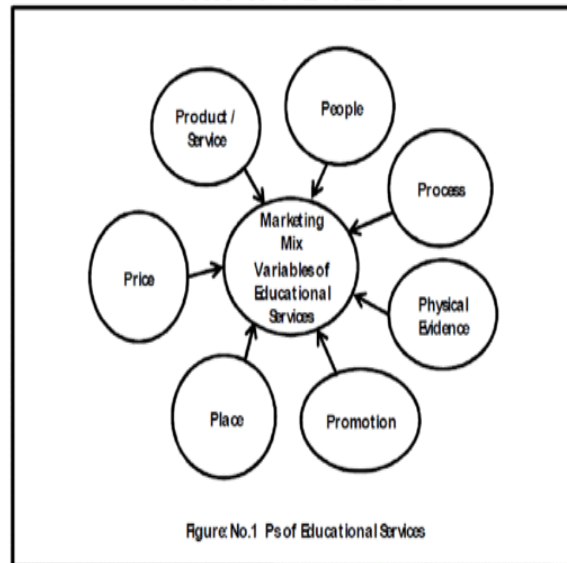 People
Product /
Service
Process
Marketing
Mix
Variables of
Educational
Services
Price
Physical
Evidence
Place
Promotion
Figure: No.1 Ps of Educational Services